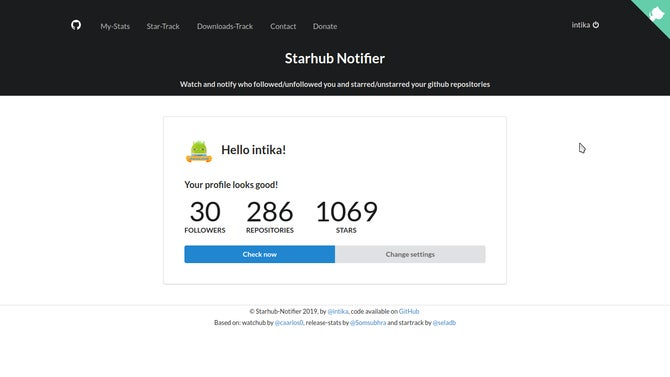 My-Stats Star-Track Downloads-Track Contact Donate intika
Starhub Notifier
Watch and notify who followed/unfollowed you and starred/unstarred your github repositories
Hello intika!
Your profile looks good!
30 286 1069
FOLLOWERS REPOSITORIES STARS
Check now Change settings
© Starhub-Notifier 2019, by @intika, code available on GitHub
Based on: watchub by @caarlos0, release-stats by @Somsubhra and startrack by @seladb